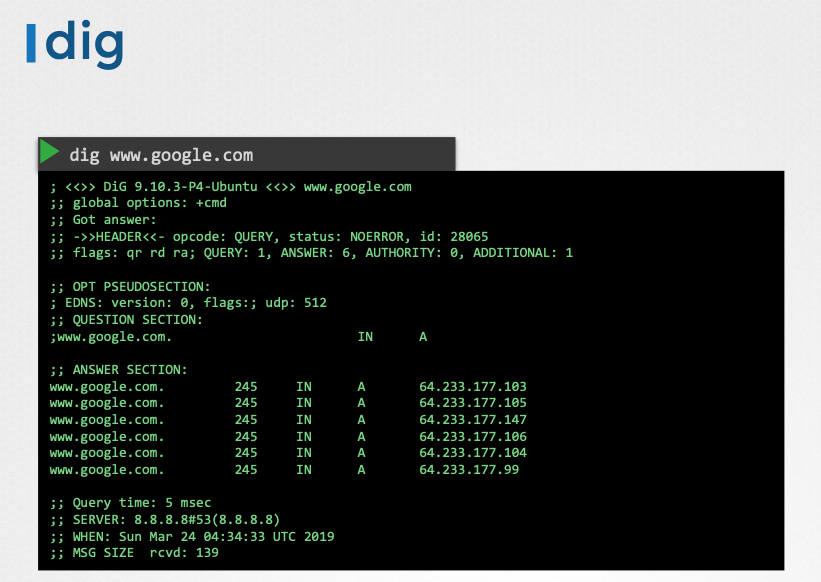 dig
dig www.google.com
; <<>> DiG 9.10.3-P4-Ubuntu <<>> www.google.com
;; global options: +cmd
;; Got answer:
;; ->>HEADER<<- opcode: QUERY, status: NOERROR, id: 28065
;; flags: qr rd ra; QUERY: 1, ANSWER: 6, AUTHORITY: 0, ADDITIONAL: 1
;; OPT PSEUDOSECTION:
; EDNS: version: 0, flags:; udp: 512
;; QUESTION SECTION:
;www.google.com. IN A
;; ANSWER SECTION:
www.google.com. 245 IN A 64.233.177.103
www.google.com. 245 IN A 64.233.177.105
www.google.com. 245 IN A 64.233.177.147
www.google.com. 245 IN A 64.233.177.106
www.google.com. 245 IN A 64.233.177.104
www.google.com. 245 IN A 64.233.177.99
;; Query time: 5 msec
;; SERVER: 8.8.8.8#53(8.8.8.8)
;; WHEN: Sun Mar 24 04:34:33 UTC 2019
;; MSG SIZE rcvd: 139